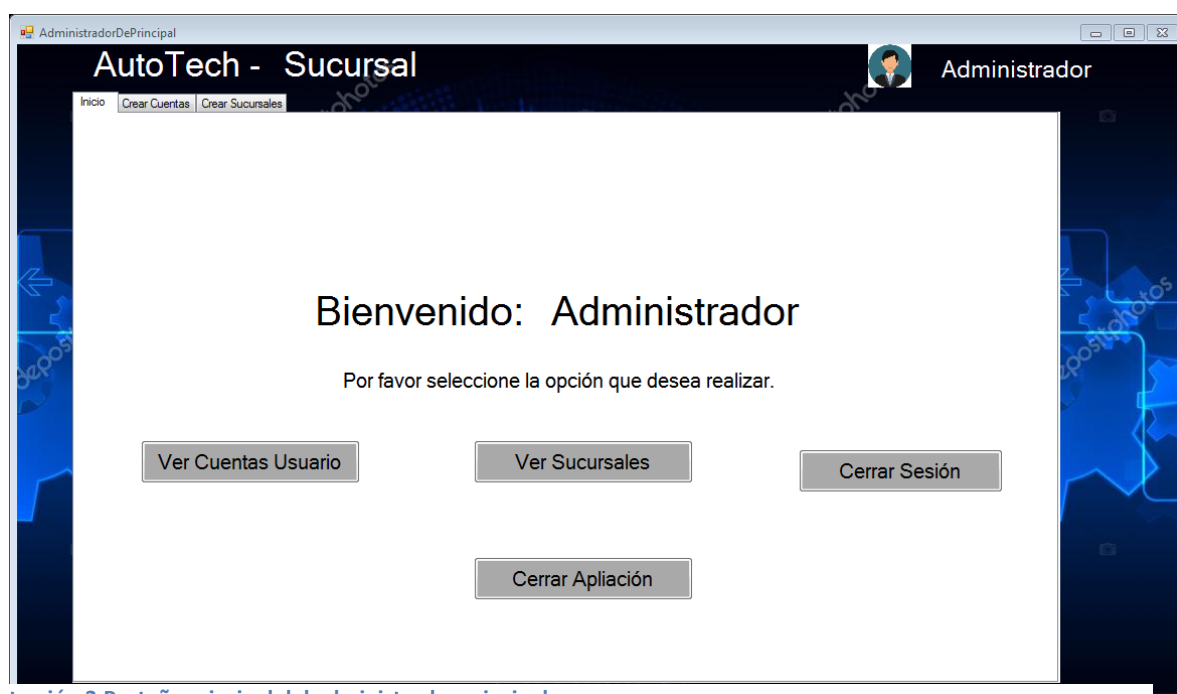 AdministradorDePrincipal
AutoTech - Sucursal
Administrador
Inicio
Crear Cuentas
Crear Sucursales
Bienvenido: Administrador
Por favor seleccione la opción que desea realizar.
Ver Cuentas Usuario
Ver Sucursales
Cerrar Sesión
Cerrar Apliación
depositphotos